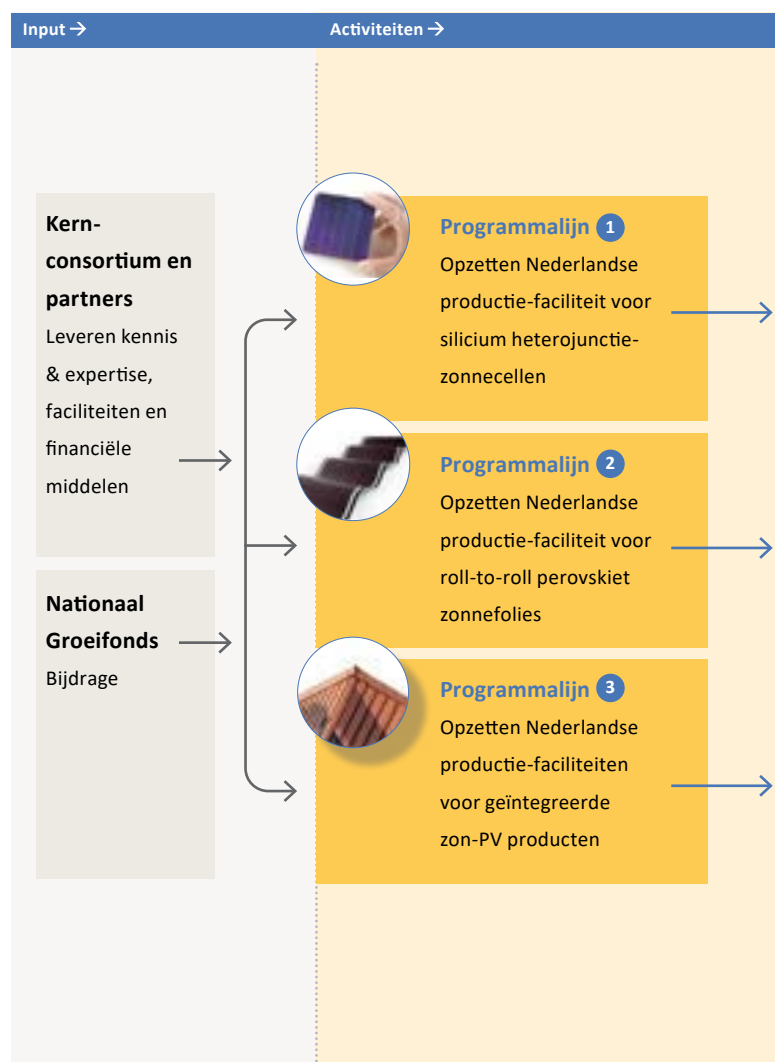 Input →
Activiteiten →
Kern-
consortium en
partners
Leveren kennis
& expertise,
faciliteiten en
financiële
middelen
Nationaal
Groeifonds
Bijdrage
Programmalijn 1
Opzetten Nederlandse
productie-faciliteit voor
silicium heterojunctie-
zonnecellen
Programmalijn 2
Opzetten Nederlandse
productie-faciliteit voor
roll-to-roll perovskiet
zonnefolies
Programmalijn 3
Opzetten Nederlandse
productie-faciliteiten
voor geïntegreerde
zon-PV producten